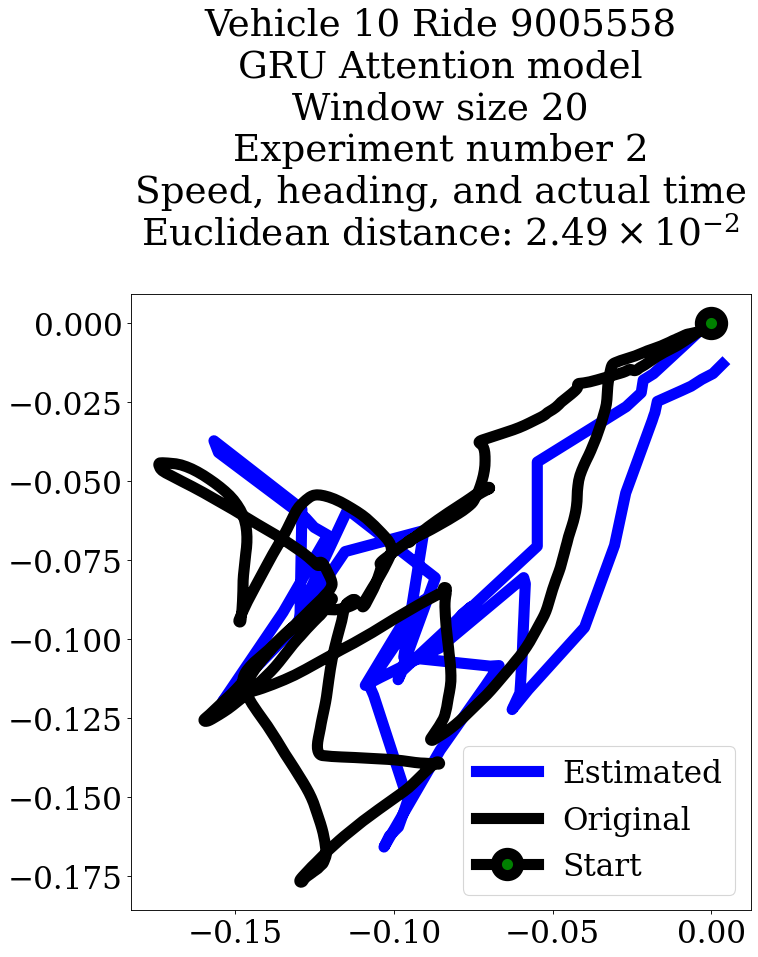 Vehicle 10 Ride 9005558
GRU Attention model
Window size 20
Experiment number 2
Speed, heading, and actual time
Euclidean distance: 2.49 × 10⁻²
0.000
−0.025
−0.050
−0.075
−0.100
−0.125
−0.150
−0.175
Estimated
Original
Start
−0.15 −0.10 −0.05 0.00